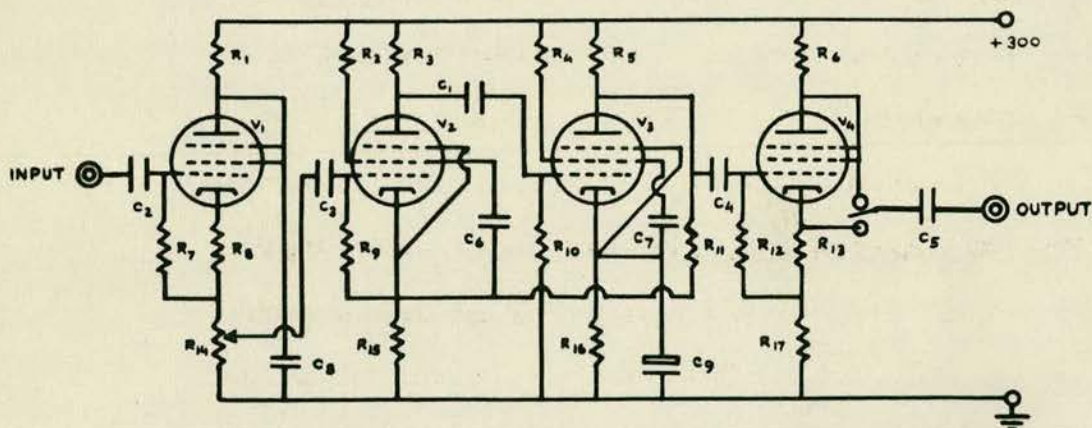 R1
R2
R3
R4
R5
R6
+300
C1
V1
V2
V3
V4
INPUT
C2
C3
C4
OUTPUT
C5
R7
R8
R9
C6
R10
C7
R11
R12
R13
R14
C8
R15
R16
C9
R17